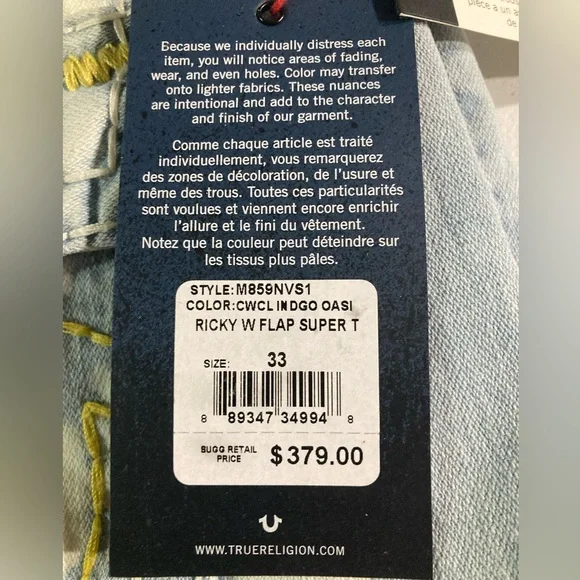 pièce a un a
de
Because we individually distress each
item, you will notice areas of fading,
wear, and even holes. Color may transfer
onto lighter fabrics. These nuances
are intentional and add to the character
and finish of our garment.
Comme chaque article est traité
individuellement, vous remarquerez
des zones de décoloration, de l'usure et
même des trous. Toutes ces particularités
sont voulues et viennent encore enrichir
l'allure et le fini du vêtement.
Notez que la couleur peut déteindre sur
les tissus plus pâles.
STYLE: M859NVS1
COLOR: CWCL INDGO OASI
RICKY W FLAP SUPER T
SIZE: 33
8 89347 34994 8
SUGG RETAIL
PRICE $379.00
WWW.TRUERELIGION.COM